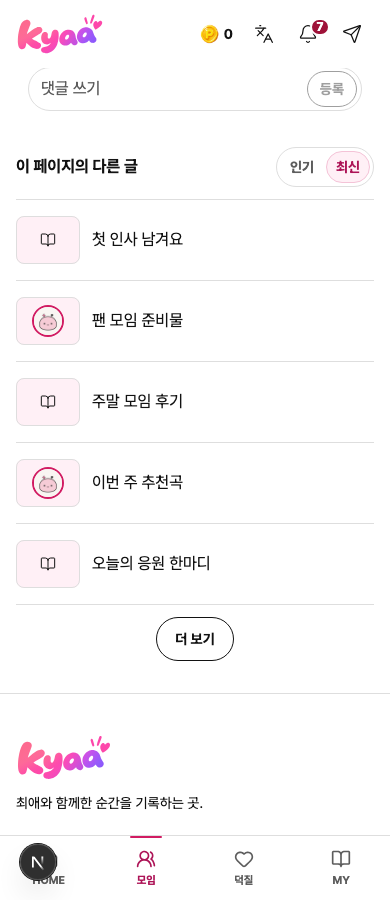 kyaa
0
7
댓글 쓰기
등록
이 페이지의 다른 글
인기
최신
첫 인사 남겨요
팬 모임 준비물
주말 모임 후기
이번 주 추천곡
오늘의 응원 한마디
더 보기
kyaa
최애와 함께한 순간을 기록하는 곳.
N
HOME
모임
덕질
MY